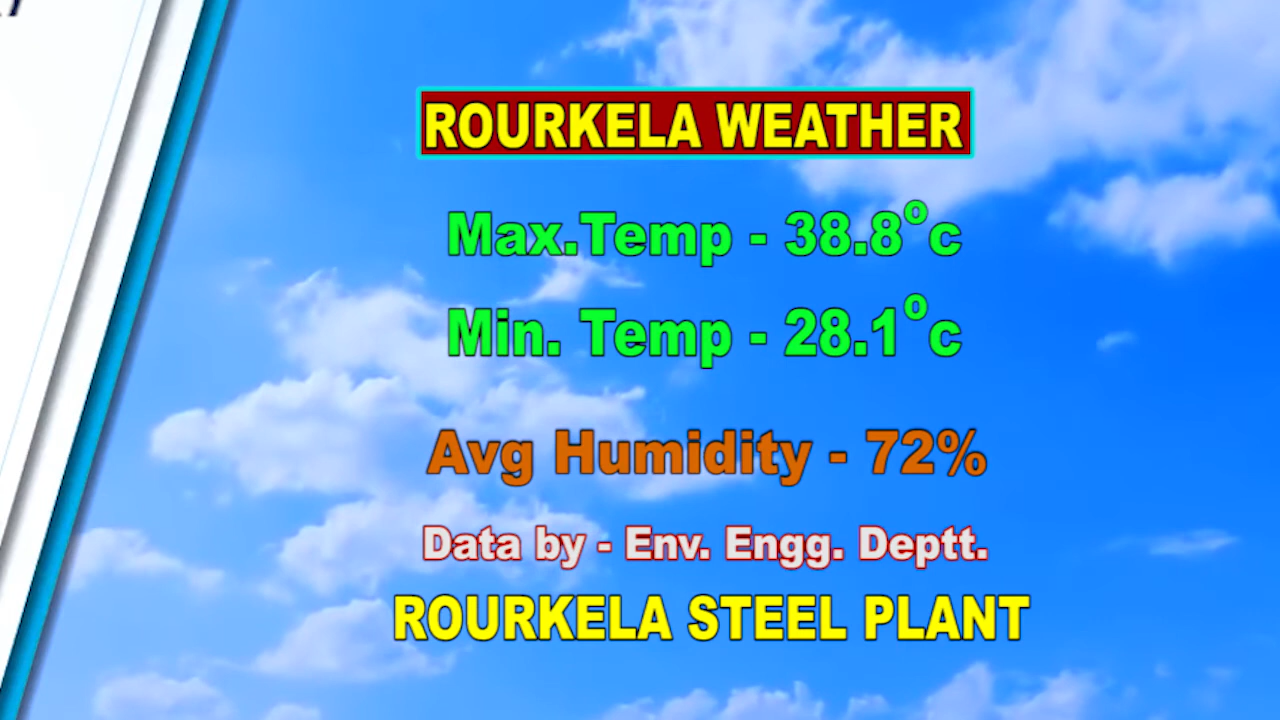 ROURKELA WEATHER
Max.Temp - 38.8°c
Min. Temp - 28.1°c
Avg Humidity - 72%
Data by - Env. Engg. Deptt.
ROURKELA STEEL PLANT